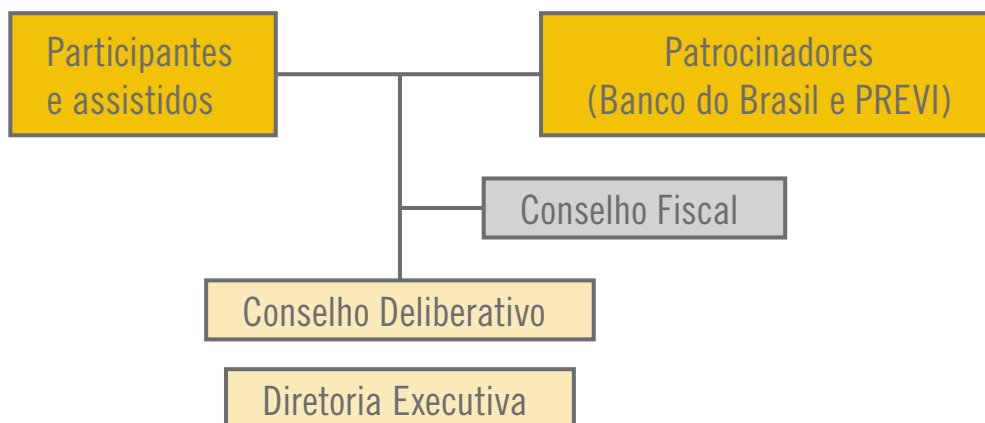 Participantes
e assistidos
Patrocinadores
(Banco do Brasil e PREVI)
Conselho Fiscal
Conselho Deliberativo
Diretoria Executiva